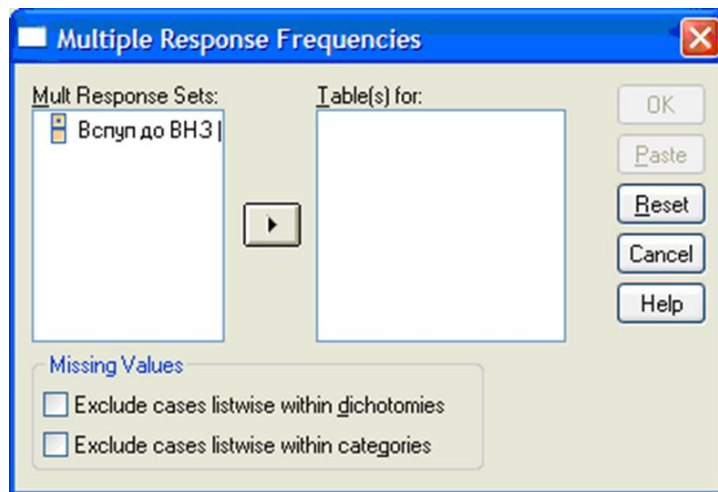 Multiple Response Frequencies
Mult Response Sets:
Table(s) for:
Вспуп до ВНЗ |
OK
Paste
Reset
Cancel
Help
Missing Values
Exclude cases listwise within dichotomies
Exclude cases listwise within categories